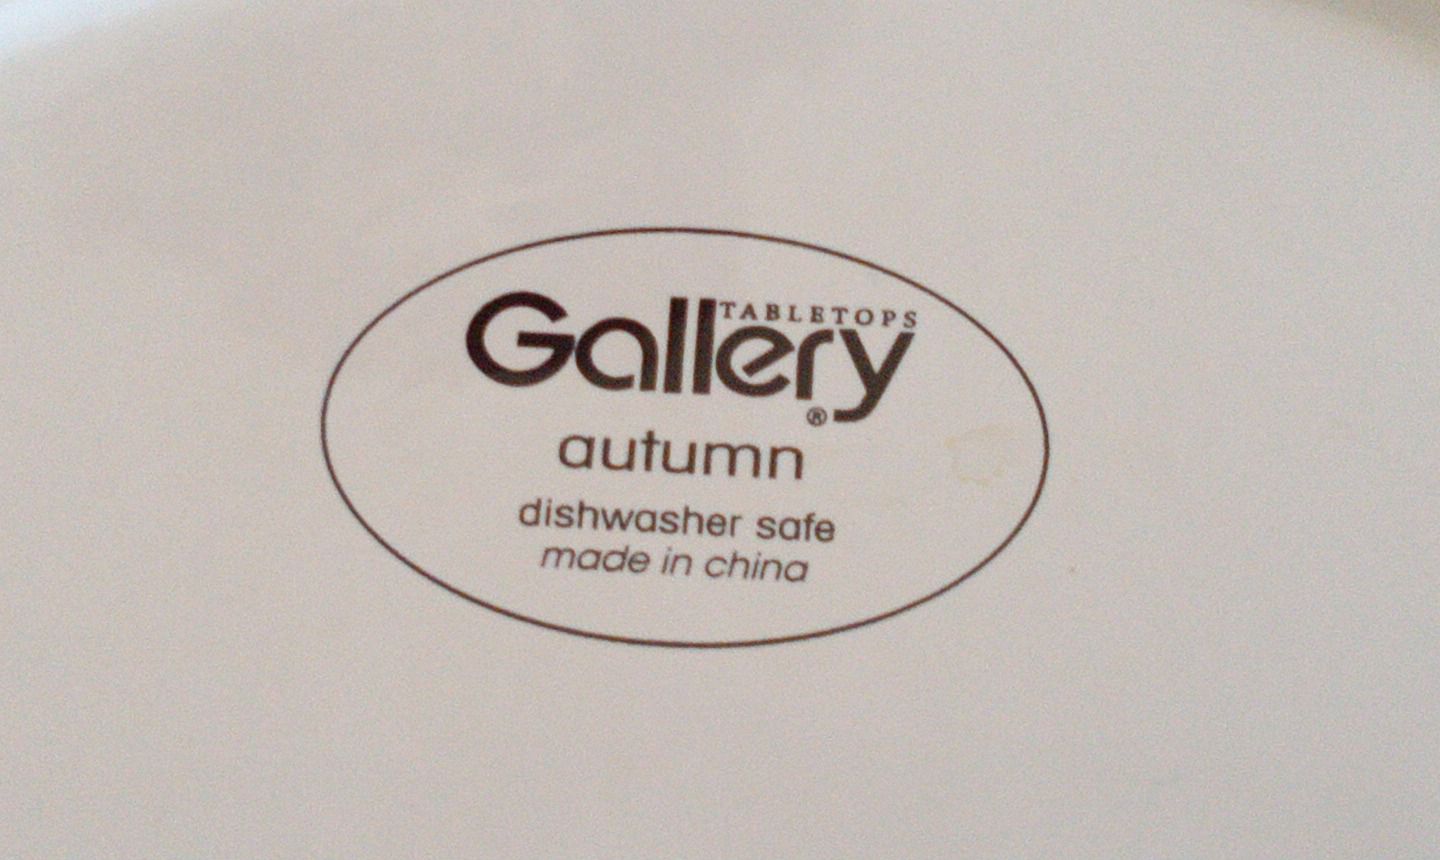 TABLETOPS
Gallery®
autumn
dishwasher safe
made in china